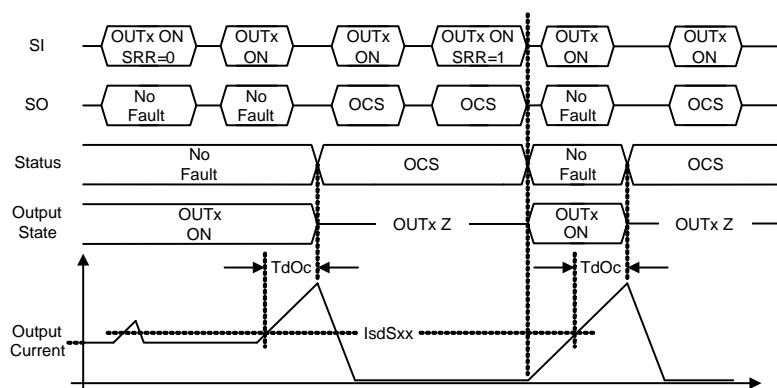 SI
OUTx ON
SRR=0
OUTx
ON
OUTx
ON
OUTx ON
SRR=1
OUTx
ON
OUTx
ON
SO
No
Fault
No
Fault
OCS
OCS
No
Fault
OCS
Status
No
Fault
OCS
No
Fault
OCS
Output
State
OUTx
ON
OUTx Z
OUTx
ON
OUTx Z
TdOc
TdOc
Output
Current
IsdSxx